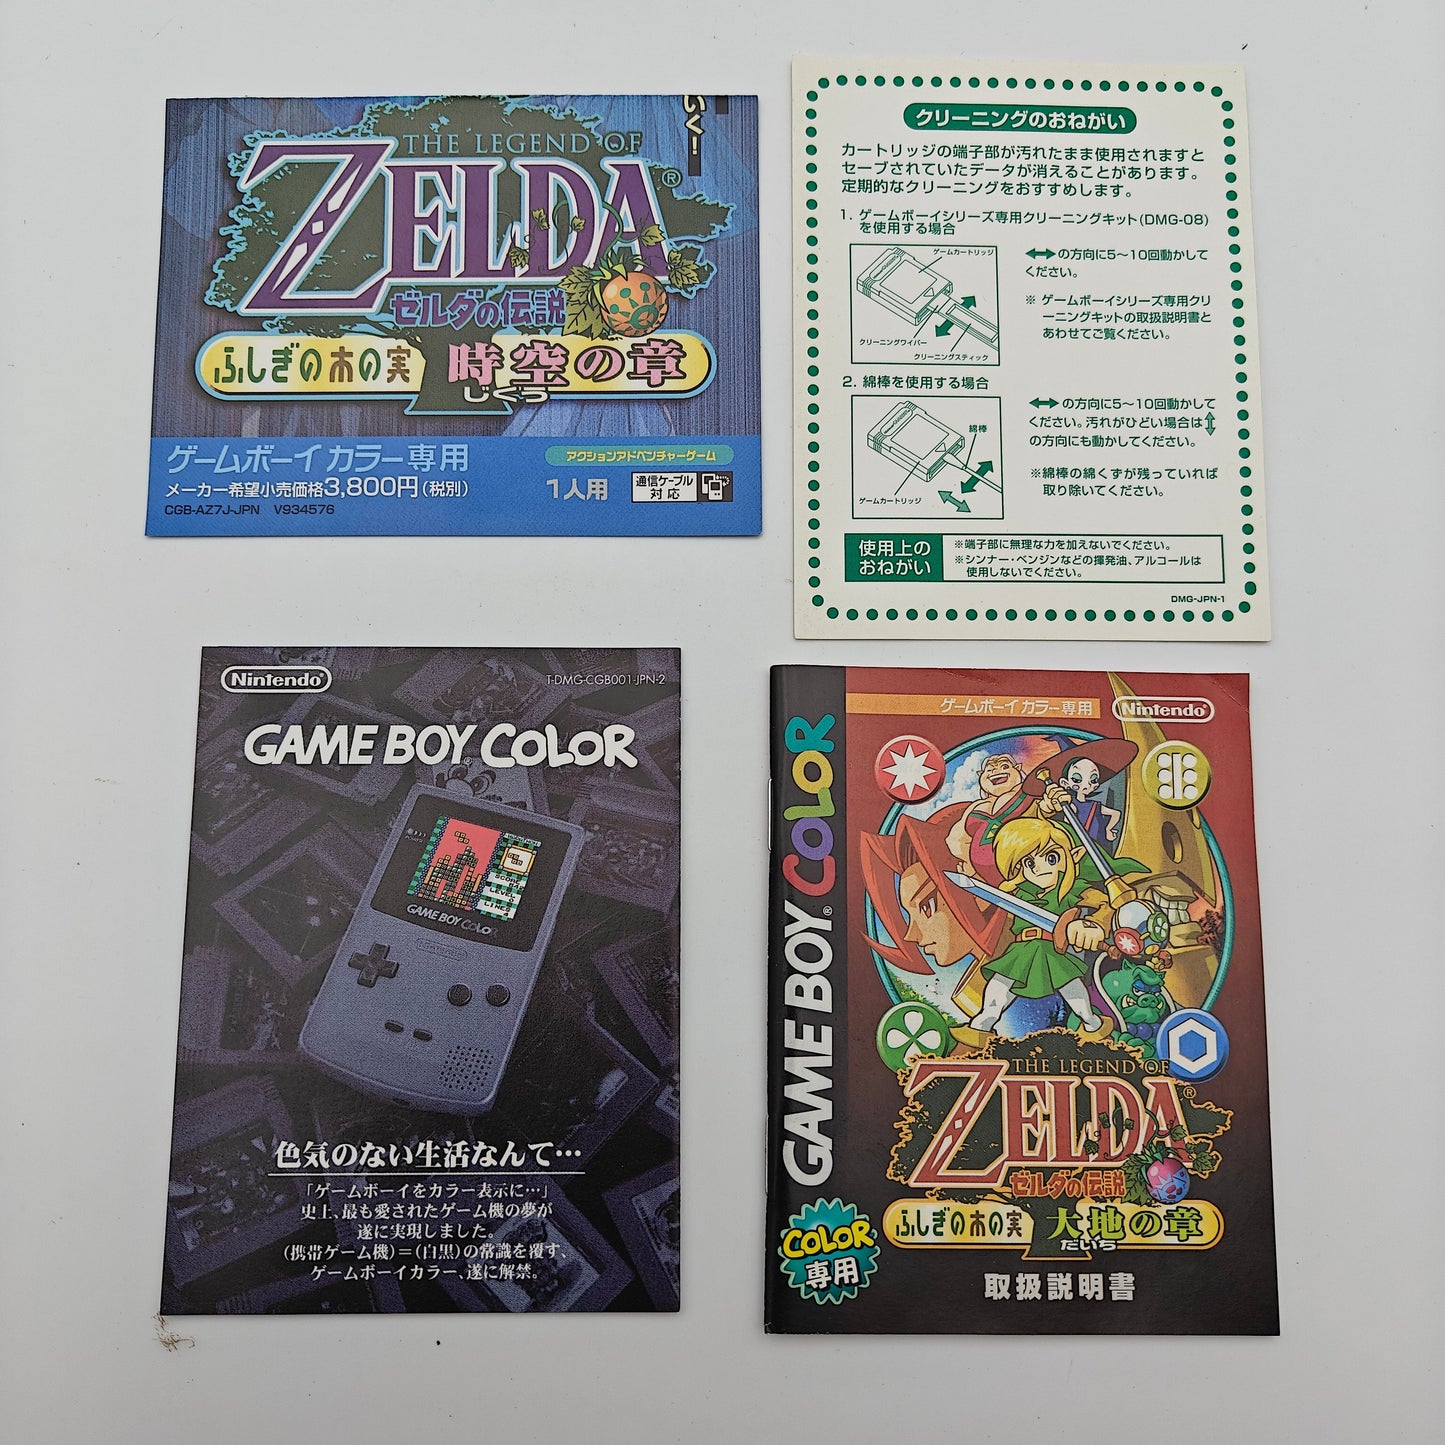 いく!
THE LEGEND OF
ZELDA®
ゼルダの伝説
ふしぎの木の実 時空の章
じくう
ゲームボーイカラー専用
アクションアドベンチャーゲーム
メーカー希望小売価格3,800円(税別)
1人用
通信ケーブル
対応
CGB-AZ7J-JPN V934576
クリーニングのおねがい
カートリッジの端子部が汚れたまま使用されますと
セーブされていたデータが消えることがあります。
定期的なクリーニングをおすすめします。
1. ゲームボーイシリーズ専用クリーニングキット(DMG-08)
を使用する場合
ゲームカートリッジ
クリーニングワイパー
クリーニングスティック
の方向に5〜10回動かして
ください。
※ ゲームボーイシリーズ専用クリ
ーニングキットの取扱説明書と
あわせてご覧ください。
2. 綿棒を使用する場合
綿棒
ゲームカートリッジ
の方向に5〜10回動かして
ください。汚れがひどい場合は
の方向にも動かしてください。
※綿棒の綿くずが残っていれば
取り除いてください。
使用上の
おねがい
※端子部に無理な力を加えないでください。
※シンナー・ベンジンなどの揮発油、アルコールは
使用しないでください。
DMG-JPN-1
Nintendo®
T-DMG-CGB001-JPN-2
GAME BOY COLOR
SCORE
LEVEL
LINES
GAME BOY COLOR
色気のない生活なんて…
「ゲームボーイをカラー表示に…」
史上、最も愛されたゲーム機の夢が
遂に実現しました。
(携帯ゲーム機)=(白黒)の常識を覆す、
ゲームボーイカラー、遂に解禁。
GAME BOY® COLOR
ゲームボーイカラー専用
Nintendo®
THE LEGEND OF
ZELDA®
ゼルダの伝説
ふしぎの木の実 大地の章
だいち
COLOR
専用
取扱説明書